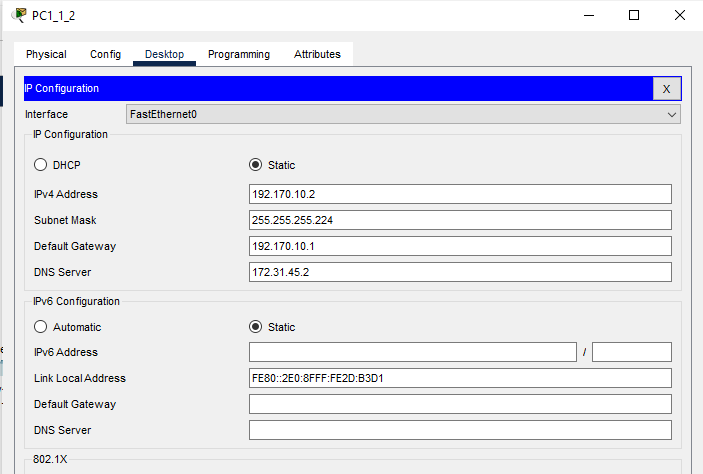 PC1_1_2
Physical Config Desktop Programming Attributes
IP Configuration X
Interface FastEthernet0
IP Configuration
DHCP Static
IPv4 Address 192.170.10.2
Subnet Mask 255.255.255.224
Default Gateway 192.170.10.1
DNS Server 172.31.45.2
IPv6 Configuration
Automatic Static
IPv6 Address /
Link Local Address FE80::2E0:8FFF:FE2D:B3D1
Default Gateway
DNS Server
802.1X